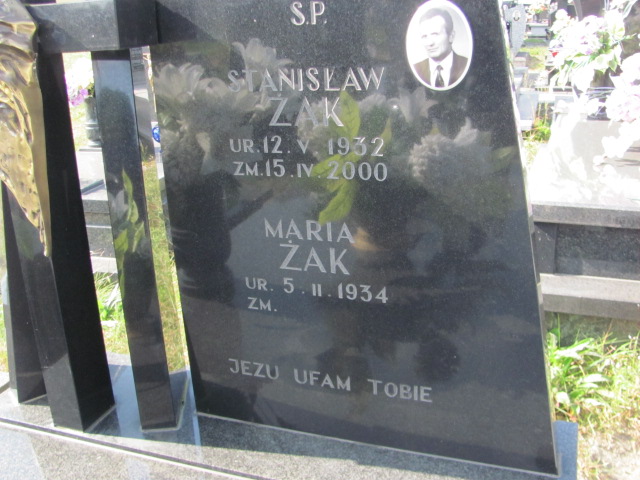 Ś.P.
STANISŁAW
ŻAK
UR. 12. V. 1932
ZM. 15. IV. 2000
MARIA
ŻAK
UR. 5. II. 1934
ZM.
JEZU UFAM TOBIE